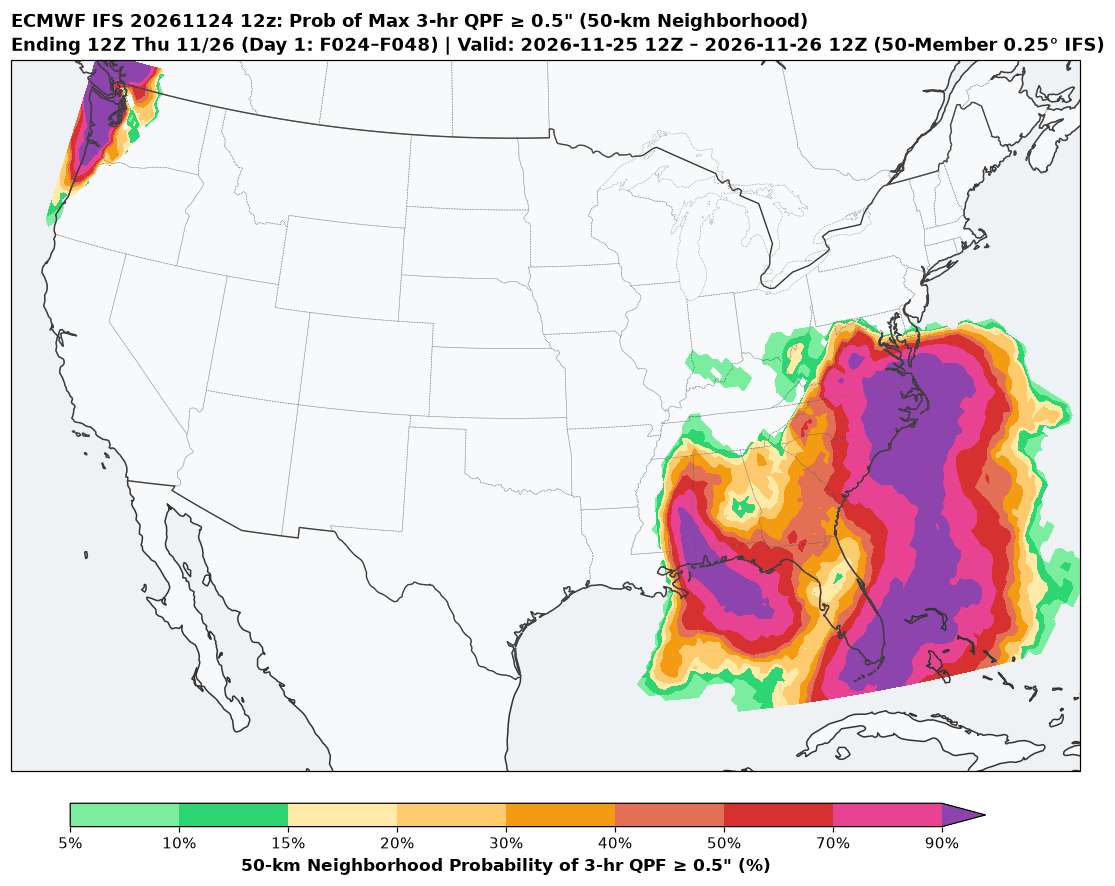 ECMWF IFS 20261124 12z: Prob of Max 3-hr QPF ≥ 0.5" (50-km Neighborhood)
Ending 12Z Thu 11/26 (Day 1: F024–F048) | Valid: 2026-11-25 12Z – 2026-11-26 12Z (50-Member 0.25° IFS)
5% 10% 15% 20% 30% 40% 50% 70% 90%
50-km Neighborhood Probability of 3-hr QPF ≥ 0.5" (%)